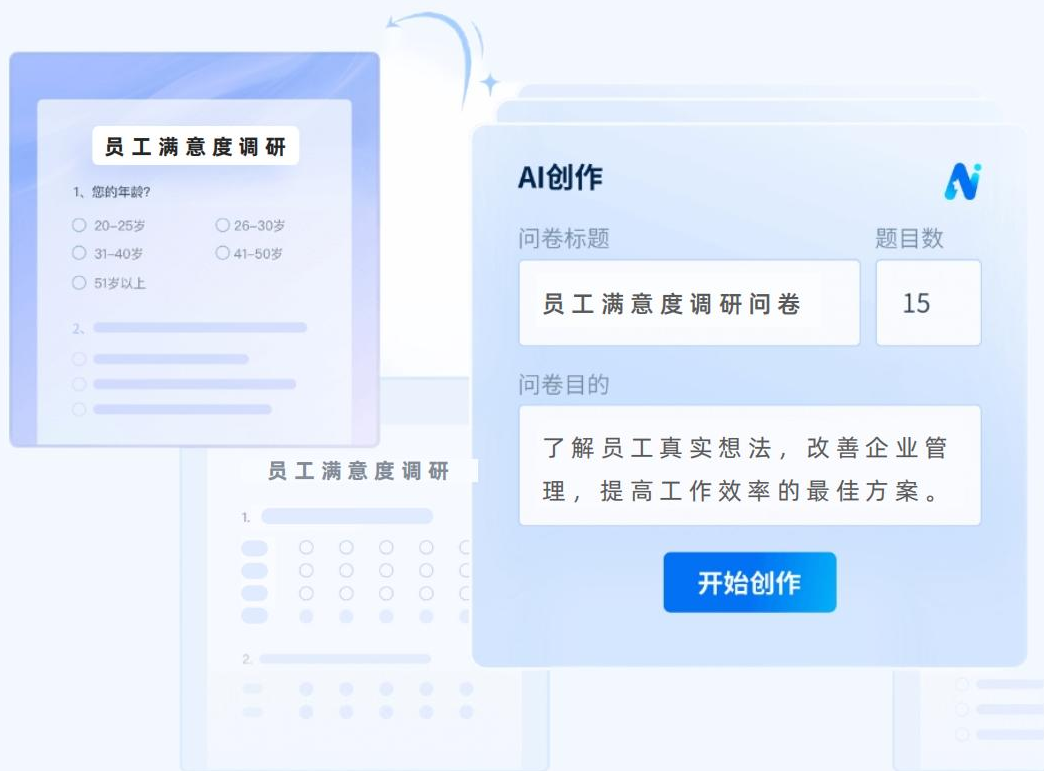 员工满意度调研
1、您的年龄?
20-25岁
26-30岁
31-40岁
41-50岁
51岁以上
2、
员工满意度调研
1.
2.
AI创作
问卷标题
题目数
员工满意度调研问卷
15
问卷目的
了解员工真实想法，改善企业管
理，提高工作效率的最佳方案。
开始创作